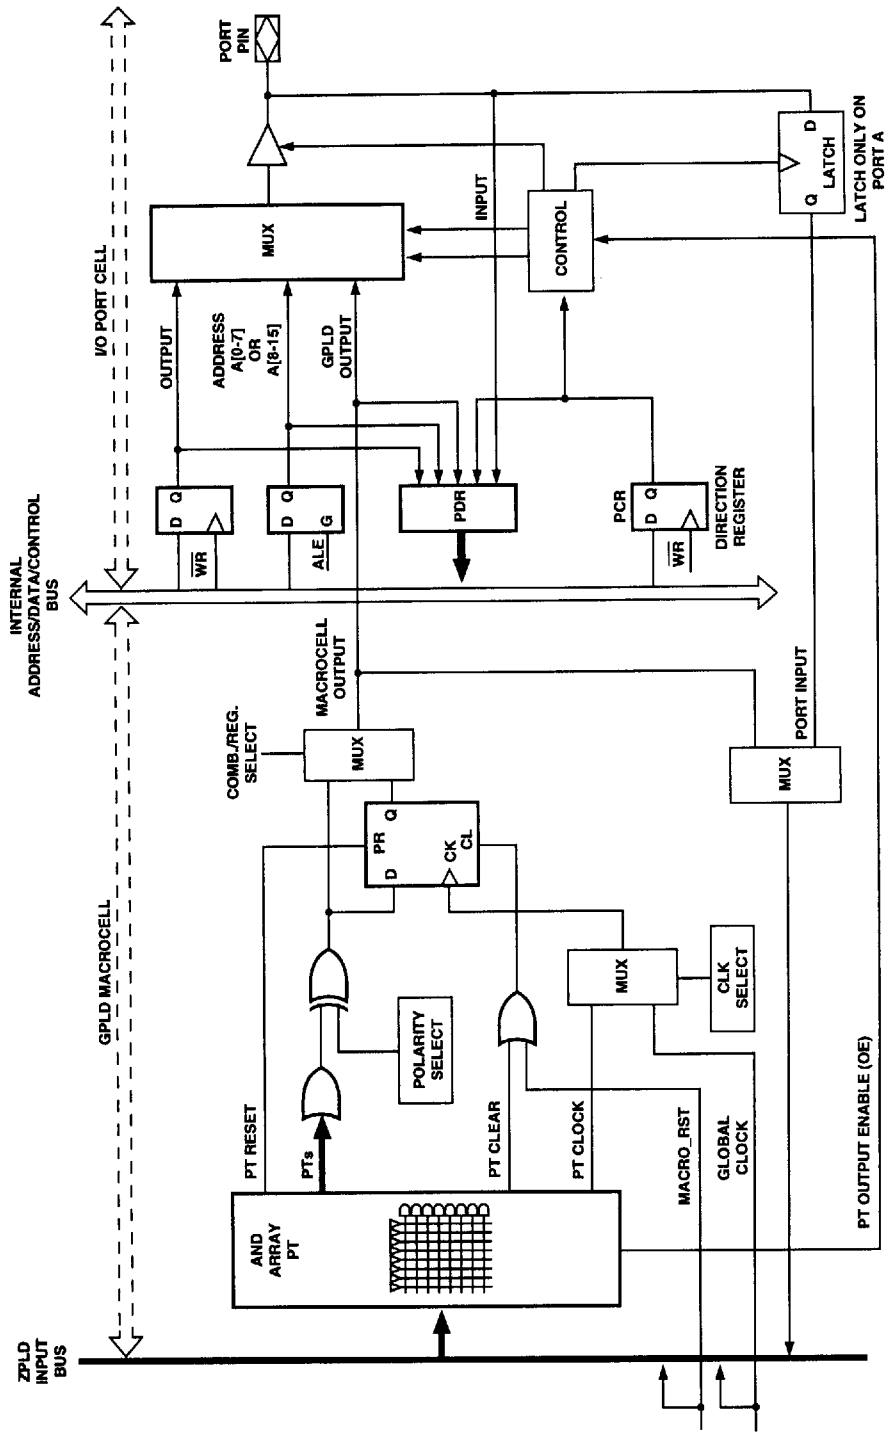 ZPLD
INPUT
BUS
GPLD MACROCELL
INTERNAL
ADDRESS/DATA/CONTROL
BUS
I/O PORT CELL
AND
ARRAY
PT
PT RESET
PTs
PT CLEAR
PT CLOCK
MACRO_RST
GLOBAL
CLOCK
PT OUTPUT ENABLE (OE)
POLARITY
SELECT
MUX
CLK
SELECT
PR
D
Q
CK
CL
COMB./REG.
SELECT
MUX
MACROCELL
OUTPUT
MUX
PORT INPUT
D Q
WR
D Q
ALE G
PDR
PCR
D Q
WR
DIRECTION
REGISTER
OUTPUT
ADDRESS
A[0-7]
OR
A[8-15]
GPLD
OUTPUT
MUX
INPUT
CONTROL
PORT
PIN
Q D
LATCH
LATCH ONLY ON
PORT A